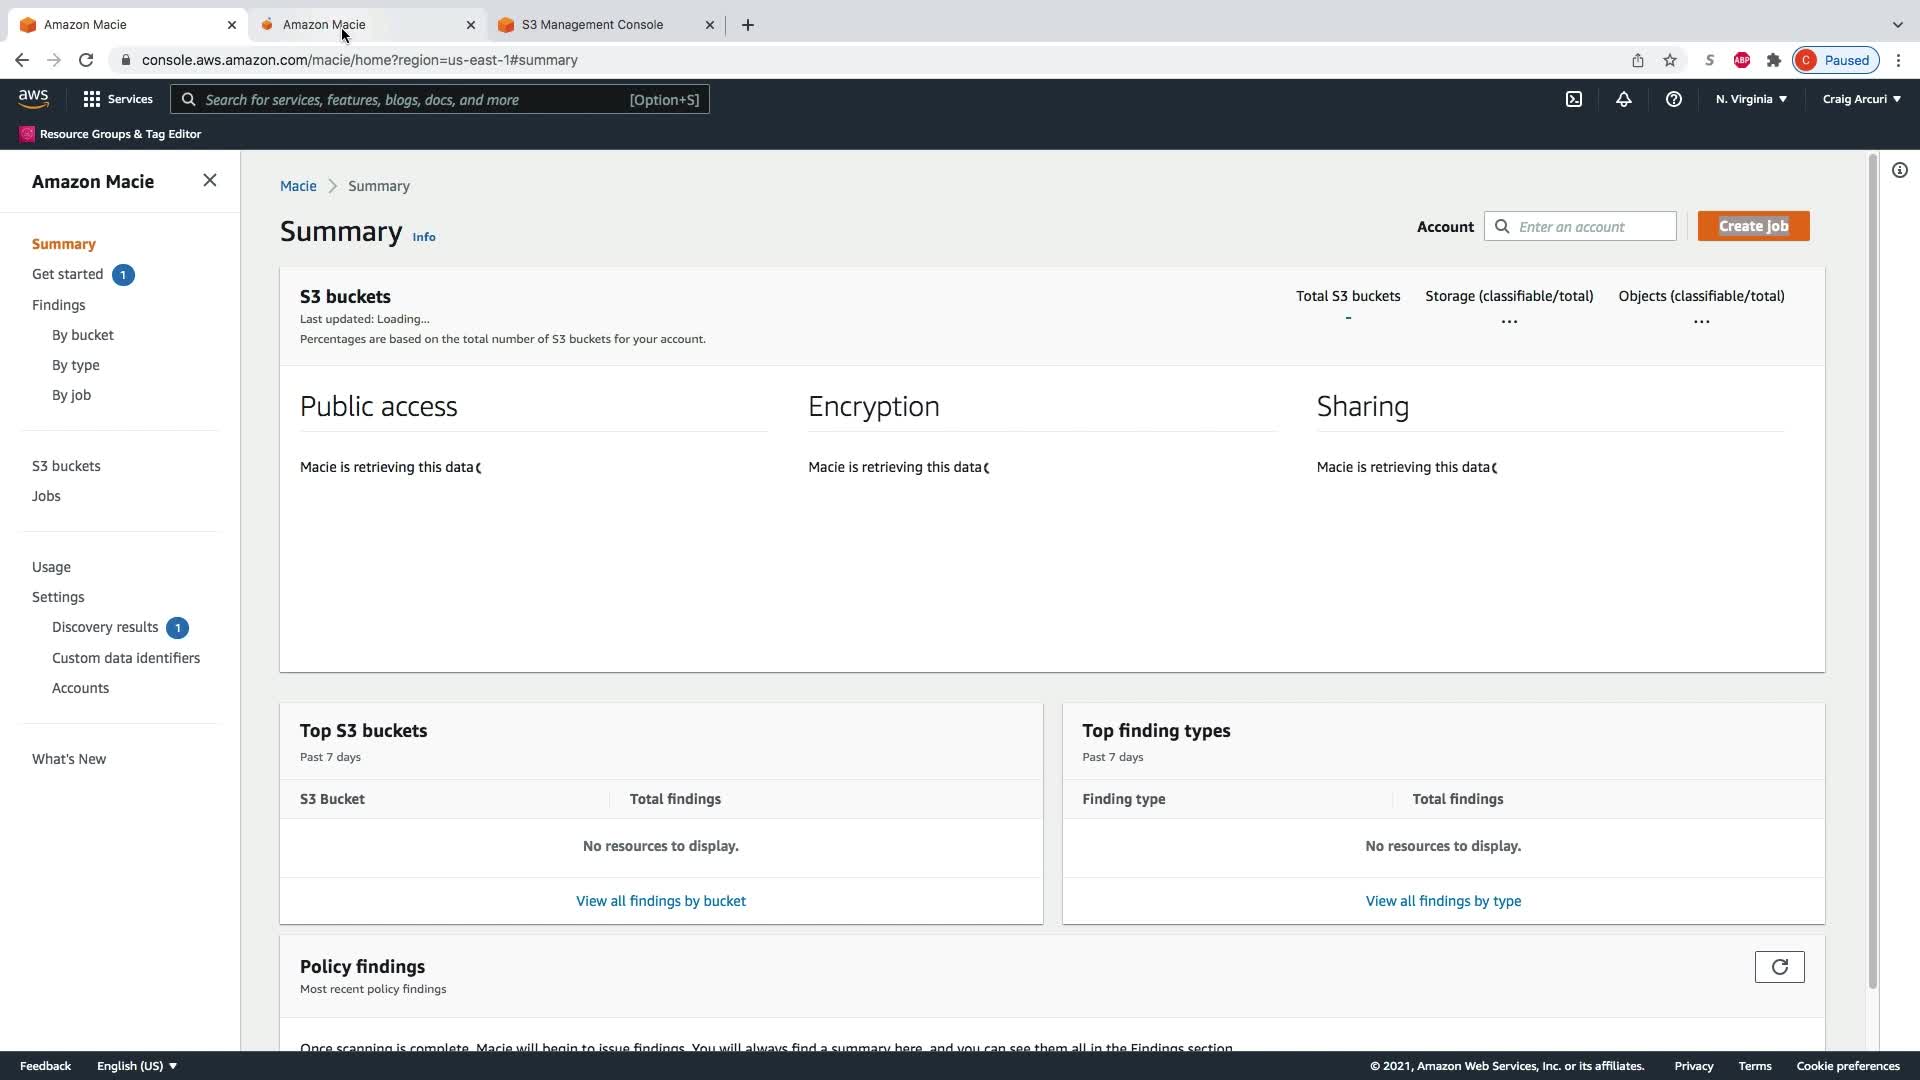 Amazon Macie
Amazon Macie
S3 Management Console
console.aws.amazon.com/macie/home?region=us-east-1#summary
S
ABP
C Paused
aws
Services
Search for services, features, blogs, docs, and more [Option+S]
N. Virginia
Craig Arcuri
Resource Groups & Tag Editor
Amazon Macie
Summary
Get started 1
Findings
By bucket
By type
By job
S3 buckets
Jobs
Usage
Settings
Discovery results 1
Custom data identifiers
Accounts
What's New
Macie > Summary
Summary Info
Account
Enter an account
Create job
S3 buckets
Last updated: Loading...
Percentages are based on the total number of S3 buckets for your account.
Total S3 buckets
-
Storage (classifiable/total)
...
Objects (classifiable/total)
...
Public access
Macie is retrieving this data
Encryption
Macie is retrieving this data
Sharing
Macie is retrieving this data
Top S3 buckets
Past 7 days
S3 Bucket
Total findings
No resources to display.
View all findings by bucket
Top finding types
Past 7 days
Finding type
Total findings
No resources to display.
View all findings by type
Policy findings
Most recent policy findings
Once scanning is complete, Macie will begin to issue findings. You will always find a summary here, and you can see them all in the Findings section.
Feedback
English (US)
© 2021, Amazon Web Services, Inc. or its affiliates.
Privacy
Terms
Cookie preferences